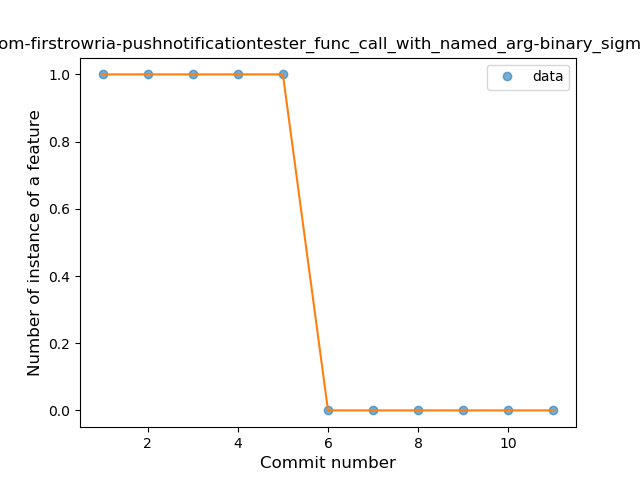 om-firstrowria-pushnotificationtester_func_call_with_named_arg-binary_sigm
data
Number of instance of a feature
1.0
0.8
0.6
0.4
0.2
0.0
2 4 6 8 10
Commit number